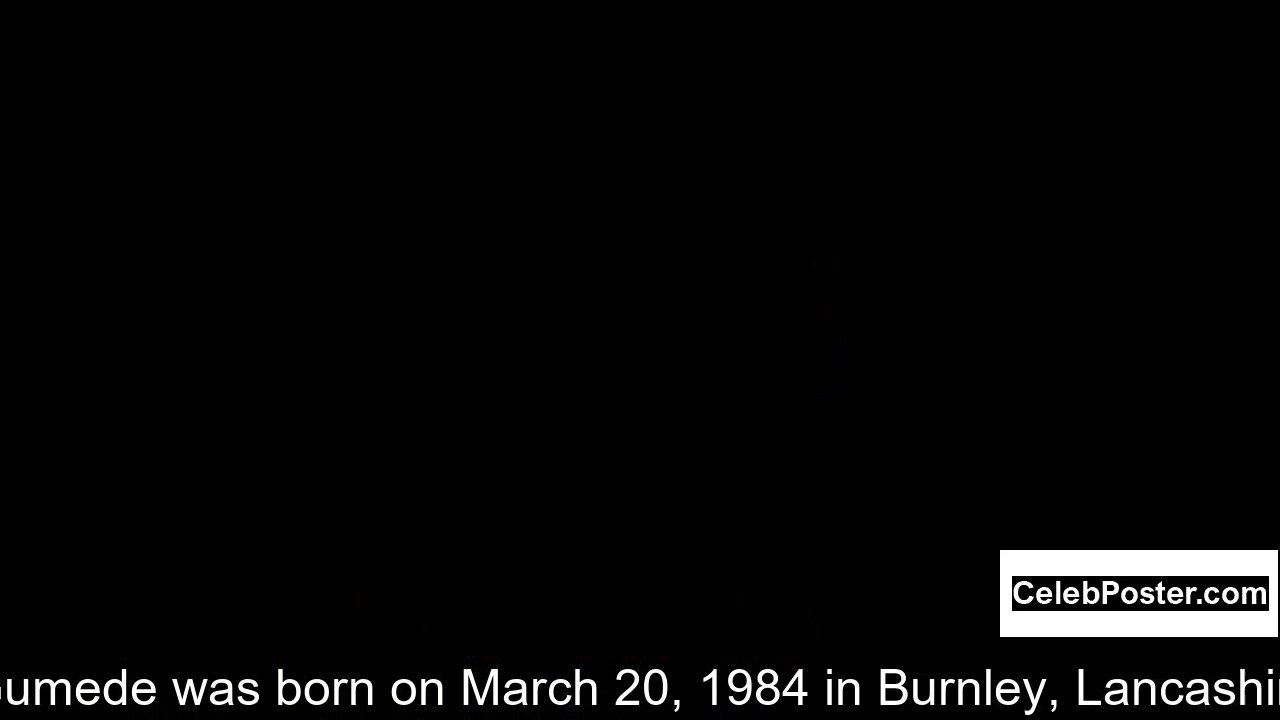 CelebPoster.com
umede was born on March 20, 1984 in Burnley, Lancashi